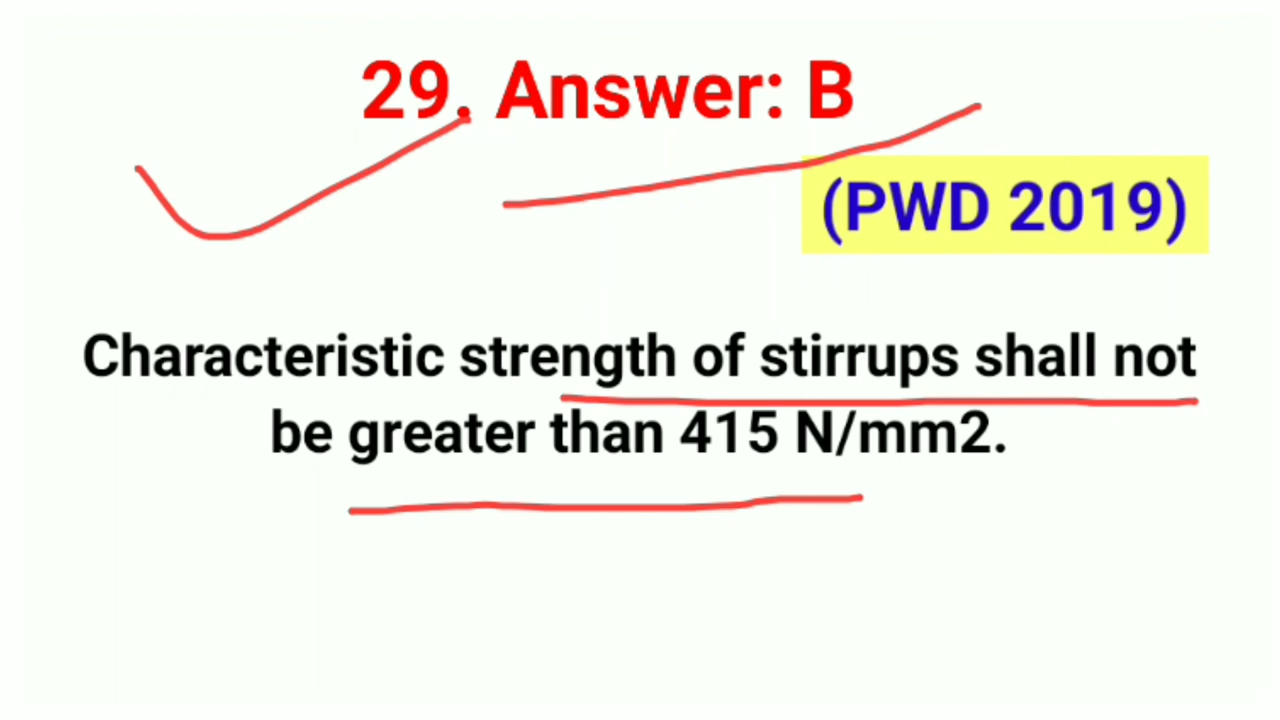 29. Answer: B
(PWD 2019)
Characteristic strength of stirrups shall not
be greater than 415 N/mm2.